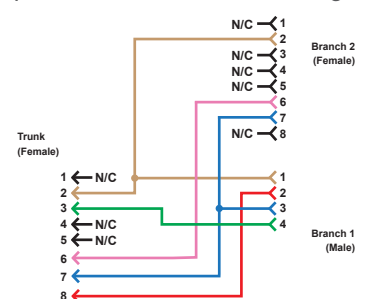 N/C 1
2
N/C 3
N/C 4
N/C 5
6
7
N/C 8
Branch 2
(Female)
Trunk
(Female)
1 N/C
2
3
4 N/C
5 N/C
6
7
8
1
2
3
4
Branch 1
(Male)